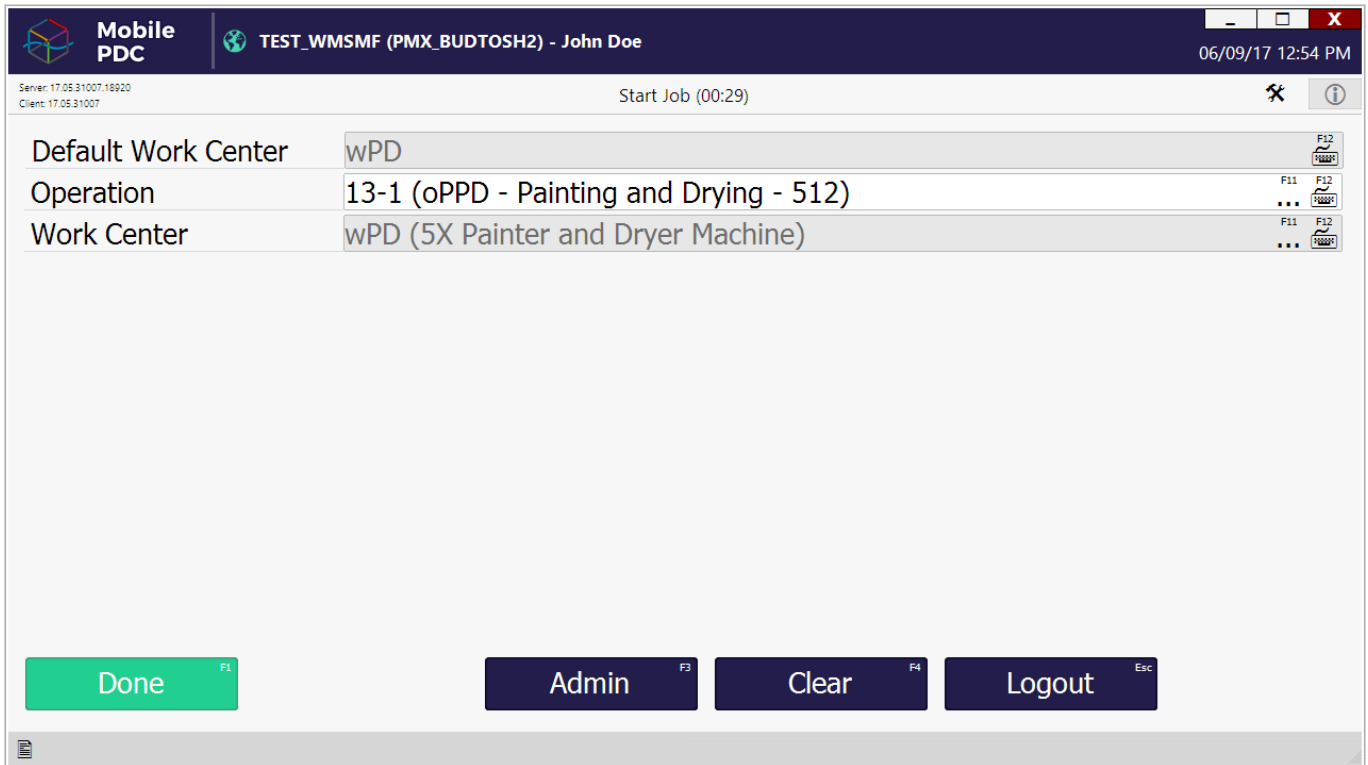 Mobile
PDC
TEST_WMSMF (PMX_BUDTOSH2) - John Doe
X
06/09/17 12:54 PM
Server: 17.05.31007.18920
Client: 17.05.31007
Start Job (00:29)
Default Work Center wPD F12
Operation 13-1 (oPPD - Painting and Drying - 512) F11 ... F12
Work Center wPD (5X Painter and Dryer Machine) F11 ... F12
Done F1 Admin F3 Clear F4 Logout Esc